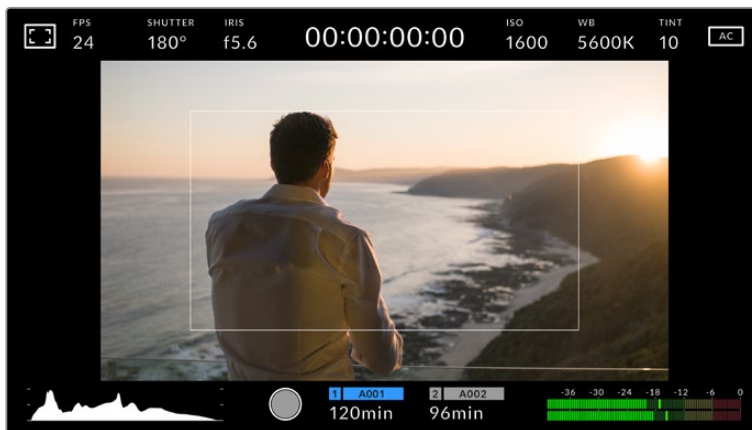 FPS SHUTTER IRIS ISO WB TINT
24 180° f5.6 00:00:00:00 1600 5600K 10 AC
1 A001 2 A002
120min 96min
-36 -30 -24 -18 -12 -6 0